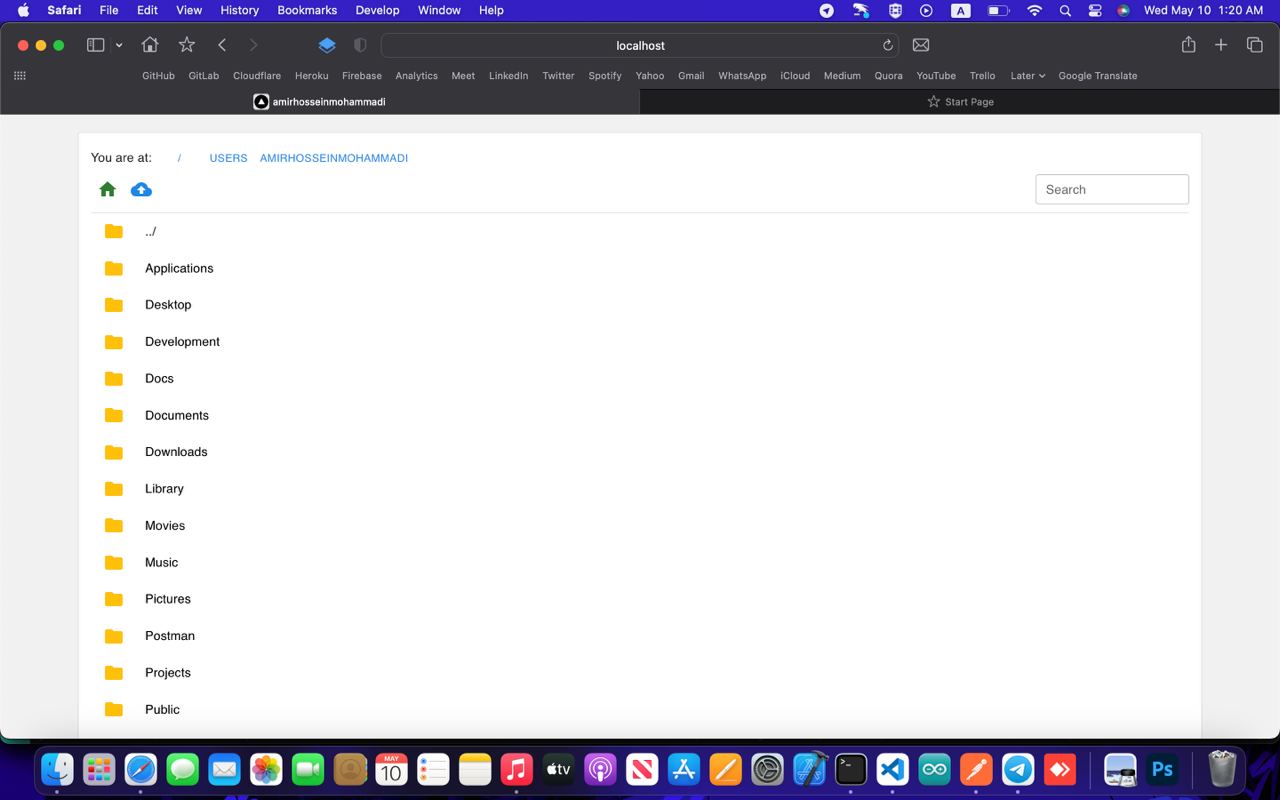 Safari File Edit View History Bookmarks Develop Window Help A Wed May 10 1:20 AM
localhost
GitHub GitLab Cloudflare Heroku Firebase Analytics Meet LinkedIn Twitter Spotify Yahoo Gmail WhatsApp iCloud Medium Quora YouTube Trello Later Google Translate
amirhosseinmohammadi Start Page
You are at: / USERS AMIRHOSSEINMOHAMMADI
Search
../
Applications
Desktop
Development
Docs
Documents
Downloads
Library
Movies
Music
Pictures
Postman
Projects
Public
MAY
10 tv >_ Ps